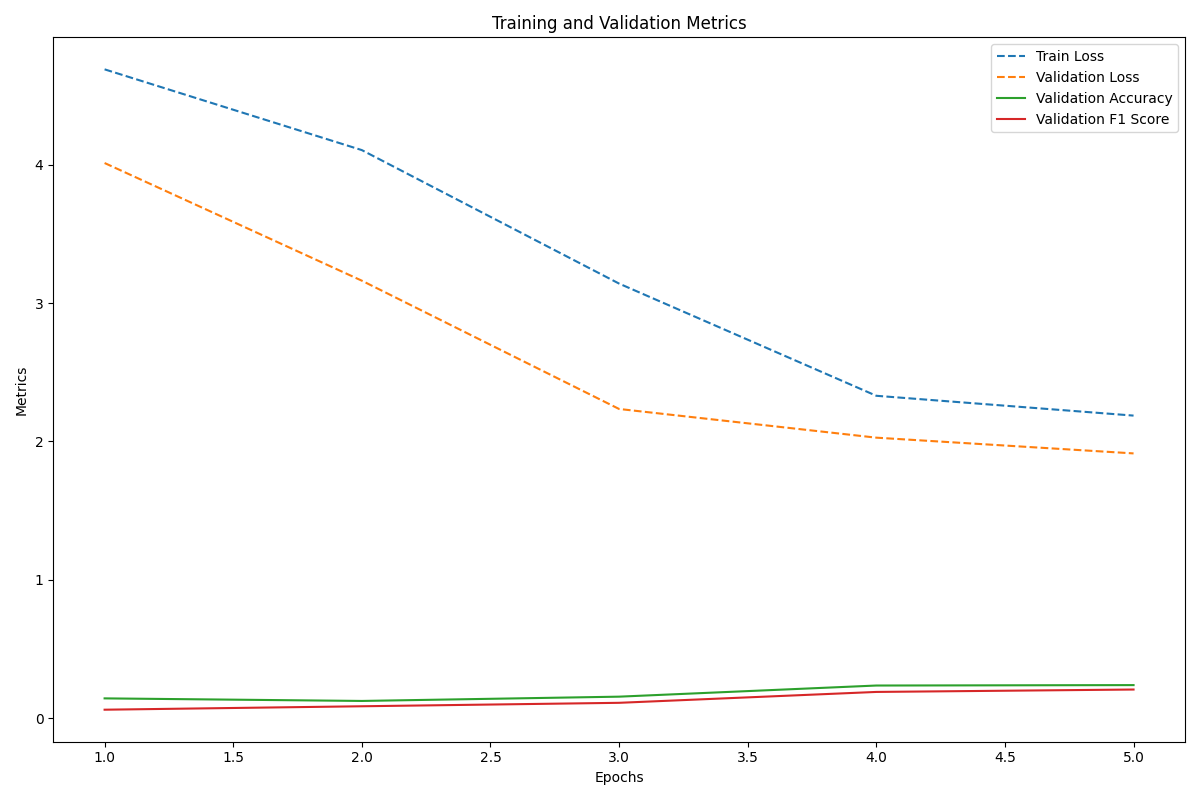 Training and Validation Metrics
Train Loss
Validation Loss
Validation Accuracy
Validation F1 Score
Metrics
4
3
2
1
0
1.0 1.5 2.0 2.5 3.0 3.5 4.0 4.5 5.0
Epochs